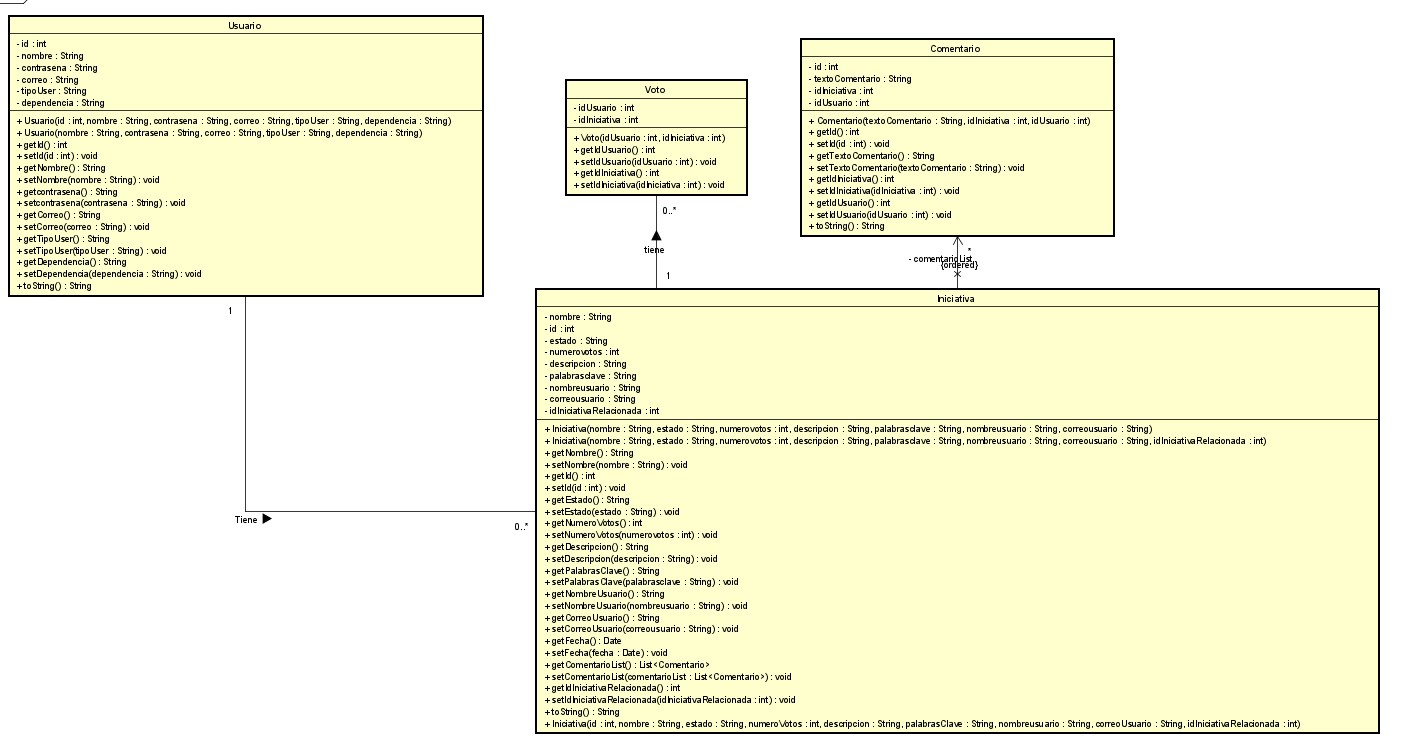 Usuario
- id : int
- nombre : String
- contrasena : String
- correo : String
- tipoUser : String
- dependencia : String
+ Usuario(id : int, nombre : String, contrasena : String, correo : String, tipoUser : String, dependencia : String)
+ Usuario(nombre : String, contrasena : String, correo : String, tipoUser : String, dependencia : String)
+ getId() : int
+ setId(id : int) : void
+ getNombre() : String
+ setNombre(nombre : String) : void
+ getcontrasena() : String
+ setcontrasena(contrasena : String) : void
+ getCorreo() : String
+ setCorreo(correo : String) : void
+ getTipoUser() : String
+ setTipoUser(tipoUser : String) : void
+ getDependencia() : String
+ setDependencia(dependencia : String) : void
+ toString() : String
Voto
- idUsuario : int
- idIniciativa : int
+ Voto(idUsuario : int, idIniciativa : int)
+ getIdUsuario() : int
+ setIdUsuario(idUsuario : int) : void
+ getIdIniciativa() : int
+ setIdIniciativa(idIniciativa : int) : void
Comentario
- id : int
- textoComentario : String
- idIniciativa : int
- idUsuario : int
+ Comentario(textoComentario : String, idIniciativa : int, idUsuario : int)
+ getId() : int
+ setId(id : int) : void
+ getTextoComentario() : String
+ setTextoComentario(textoComentario : String) : void
+ getIdIniciativa() : int
+ setIdIniciativa(idIniciativa : int) : void
+ getIdUsuario() : int
+ setIdUsuario(idUsuario : int) : void
+ toString() : String
0..*
tiene
1
*
- comentarioList
{ordered}
1
Tiene
0..*
Iniciativa
- nombre : String
- id : int
- estado : String
- numerovotos : int
- descripcion : String
- palabrasclave : String
- nombreusuario : String
- correousuario : String
- idIniciativaRelacionada : int
+ Iniciativa(nombre : String, estado : String, numerovotos : int, descripcion : String, palabrasclave : String, nombreusuario : String, correousuario : String)
+ Iniciativa(nombre : String, estado : String, numerovotos : int, descripcion : String, palabrasclave : String, nombreusuario : String, correousuario : String, idIniciativaRelacionada : int)
+ getNombre() : String
+ setNombre(nombre : String) : void
+ getId() : int
+ setId(id : int) : void
+ getEstado() : String
+ setEstado(estado : String) : void
+ getNumeroVotos() : int
+ setNumeroVotos(numerovotos : int) : void
+ getDescripcion() : String
+ setDescripcion(descripcion : String) : void
+ getPalabrasClave() : String
+ setPalabrasClave(palabrasclave : String) : void
+ getNombreUsuario() : String
+ setNombreUsuario(nombreusuario : String) : void
+ getCorreoUsuario() : String
+ setCorreoUsuario(correousuario : String) : void
+ getFecha() : Date
+ setFecha(fecha : Date) : void
+ getComentarioList() : List<Comentario>
+ setComentarioList(comentarioList : List<Comentario>) : void
+ getIdIniciativaRelacionada() : int
+ setIdIniciativaRelacionada(idIniciativaRelacionada : int) : void
+ toString() : String
+ Iniciativa(id : int, nombre : String, estado : String, numeroVotos : int, descripcion : String, palabrasClave : String, nombreusuario : String, correoUsuario : String, idIniciativaRelacionada : int)